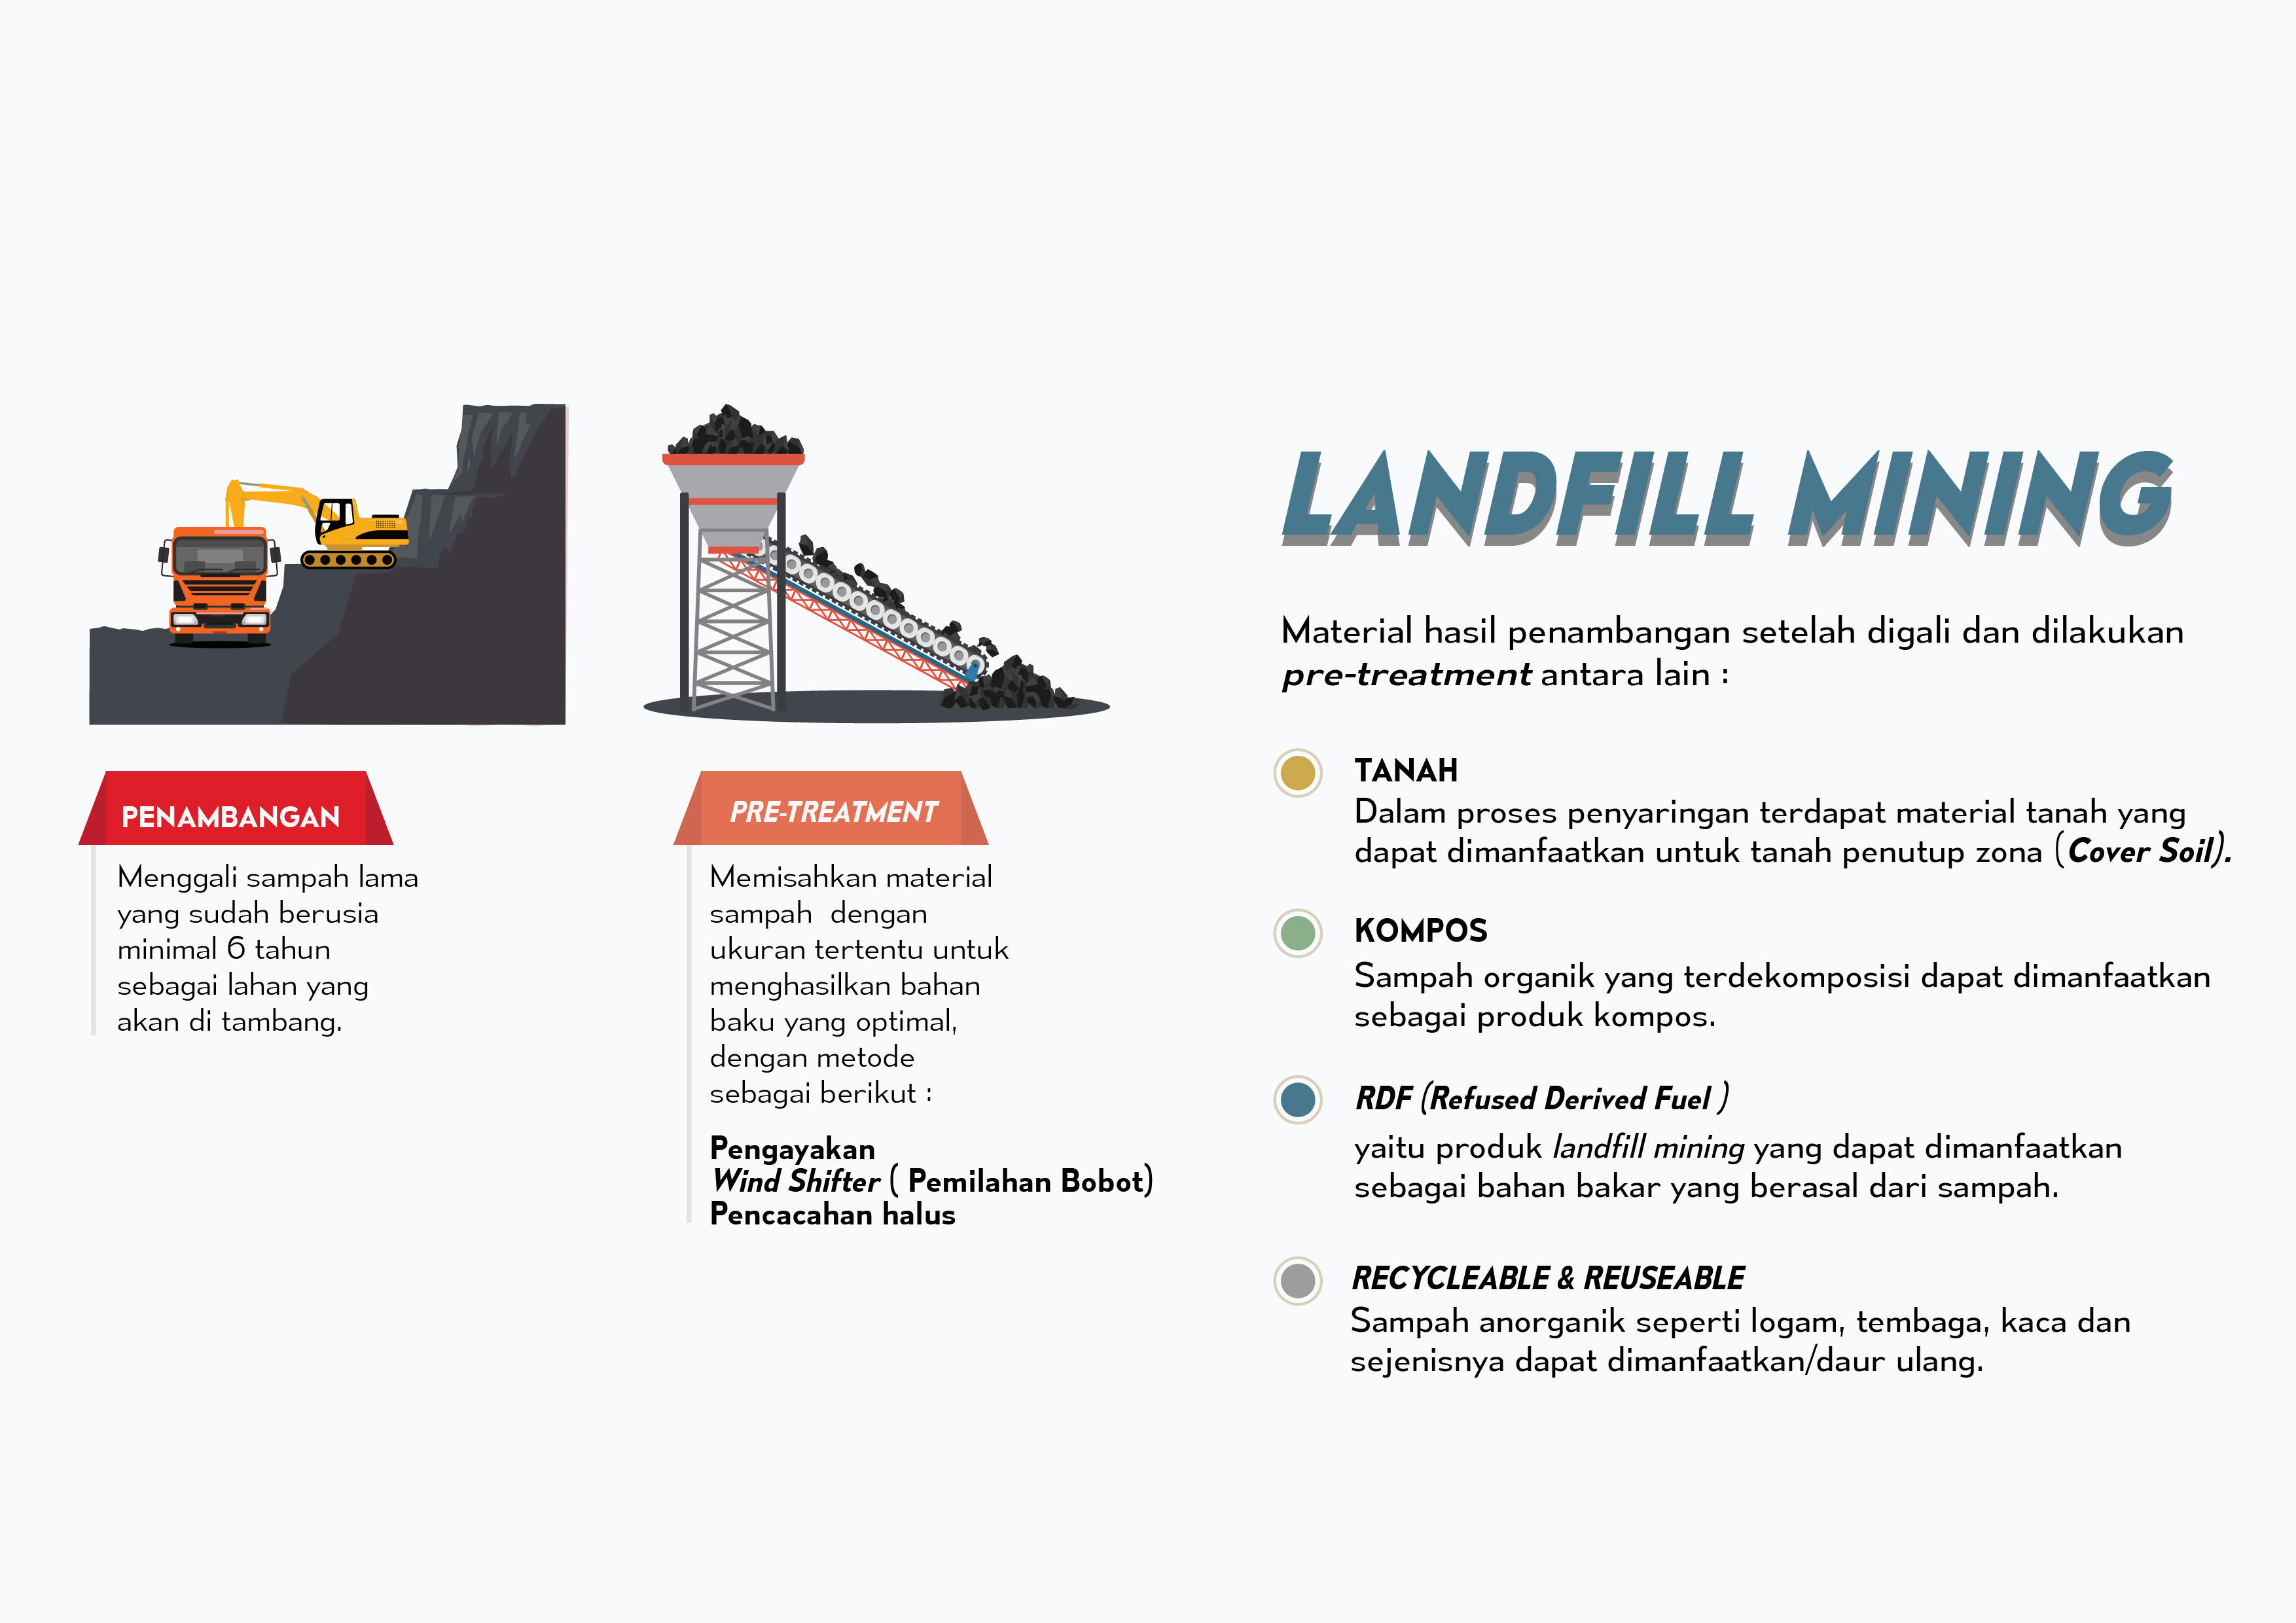 PENAMBANGAN
Menggali sampah lama
yang sudah berusia
minimal 6 tahun
sebagai lahan yang
akan di tambang.
PRE-TREATMENT
Memisahkan material
sampah  dengan
ukuran tertentu untuk
menghasilkan bahan
baku yang optimal,
dengan metode
sebagai berikut :
Pengayakan
Wind Shifter ( Pemilahan Bobot)
Pencacahan halus
LANDFILL MINING
Material hasil penambangan setelah digali dan dilakukan
pre-treatment antara lain :
TANAH
Dalam proses penyaringan terdapat material tanah yang
dapat dimanfaatkan untuk tanah penutup zona (Cover Soil).
KOMPOS
Sampah organik yang terdekomposisi dapat dimanfaatkan
sebagai produk kompos.
RDF (Refused Derived Fuel )
yaitu produk landfill mining yang dapat dimanfaatkan
sebagai bahan bakar yang berasal dari sampah.
RECYCLEABLE & REUSEABLE
Sampah anorganik seperti logam, tembaga, kaca dan
sejenisnya dapat dimanfaatkan/daur ulang.